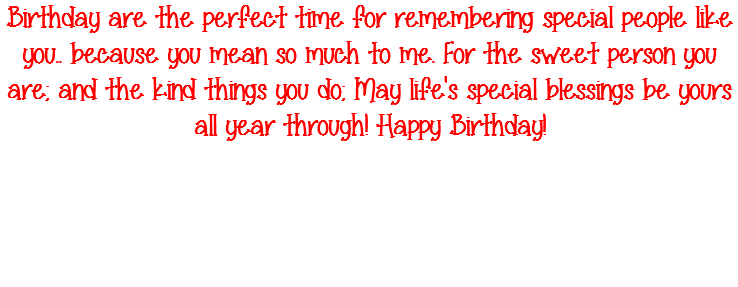 Birthday are the perfect time for remembering special people like
you.. because you mean so much to me. For the sweet person you
are; and the kind things you do; May life's special blessings be yours
all year through! Happy Birthday!